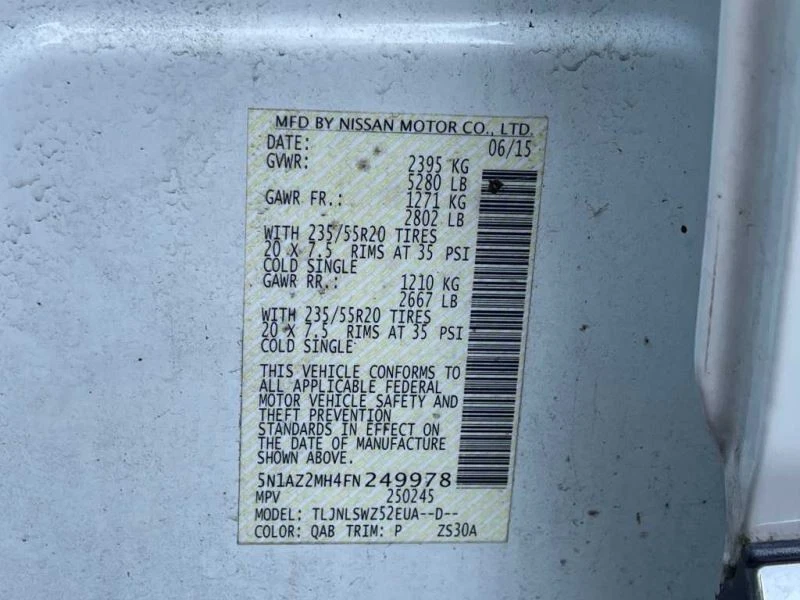 MFD BY NISSAN MOTOR CO., LTD.
DATE: 06/15
GVWR: 2395 KG
5280 LB
GAWR FR.: 1271 KG
2802 LB
WITH 235/55R20 TIRES
20 X 7.5 RIMS AT 35 PSI
COLD SINGLE
GAWR RR.: 1210 KG
2667 LB
WITH 235/55R20 TIRES
20 X 7.5 RIMS AT 35 PSI
COLD SINGLE
THIS VEHICLE CONFORMS TO
ALL APPLICABLE FEDERAL
MOTOR VEHICLE SAFETY AND
THEFT PREVENTION
STANDARDS IN EFFECT ON
THE DATE OF MANUFACTURE
SHOWN ABOVE.
5N1AZ2MH4FN249978
MPV 250245
MODEL: TLJNLSWZ52EUA--D--
COLOR: QAB TRIM: P ZS30A